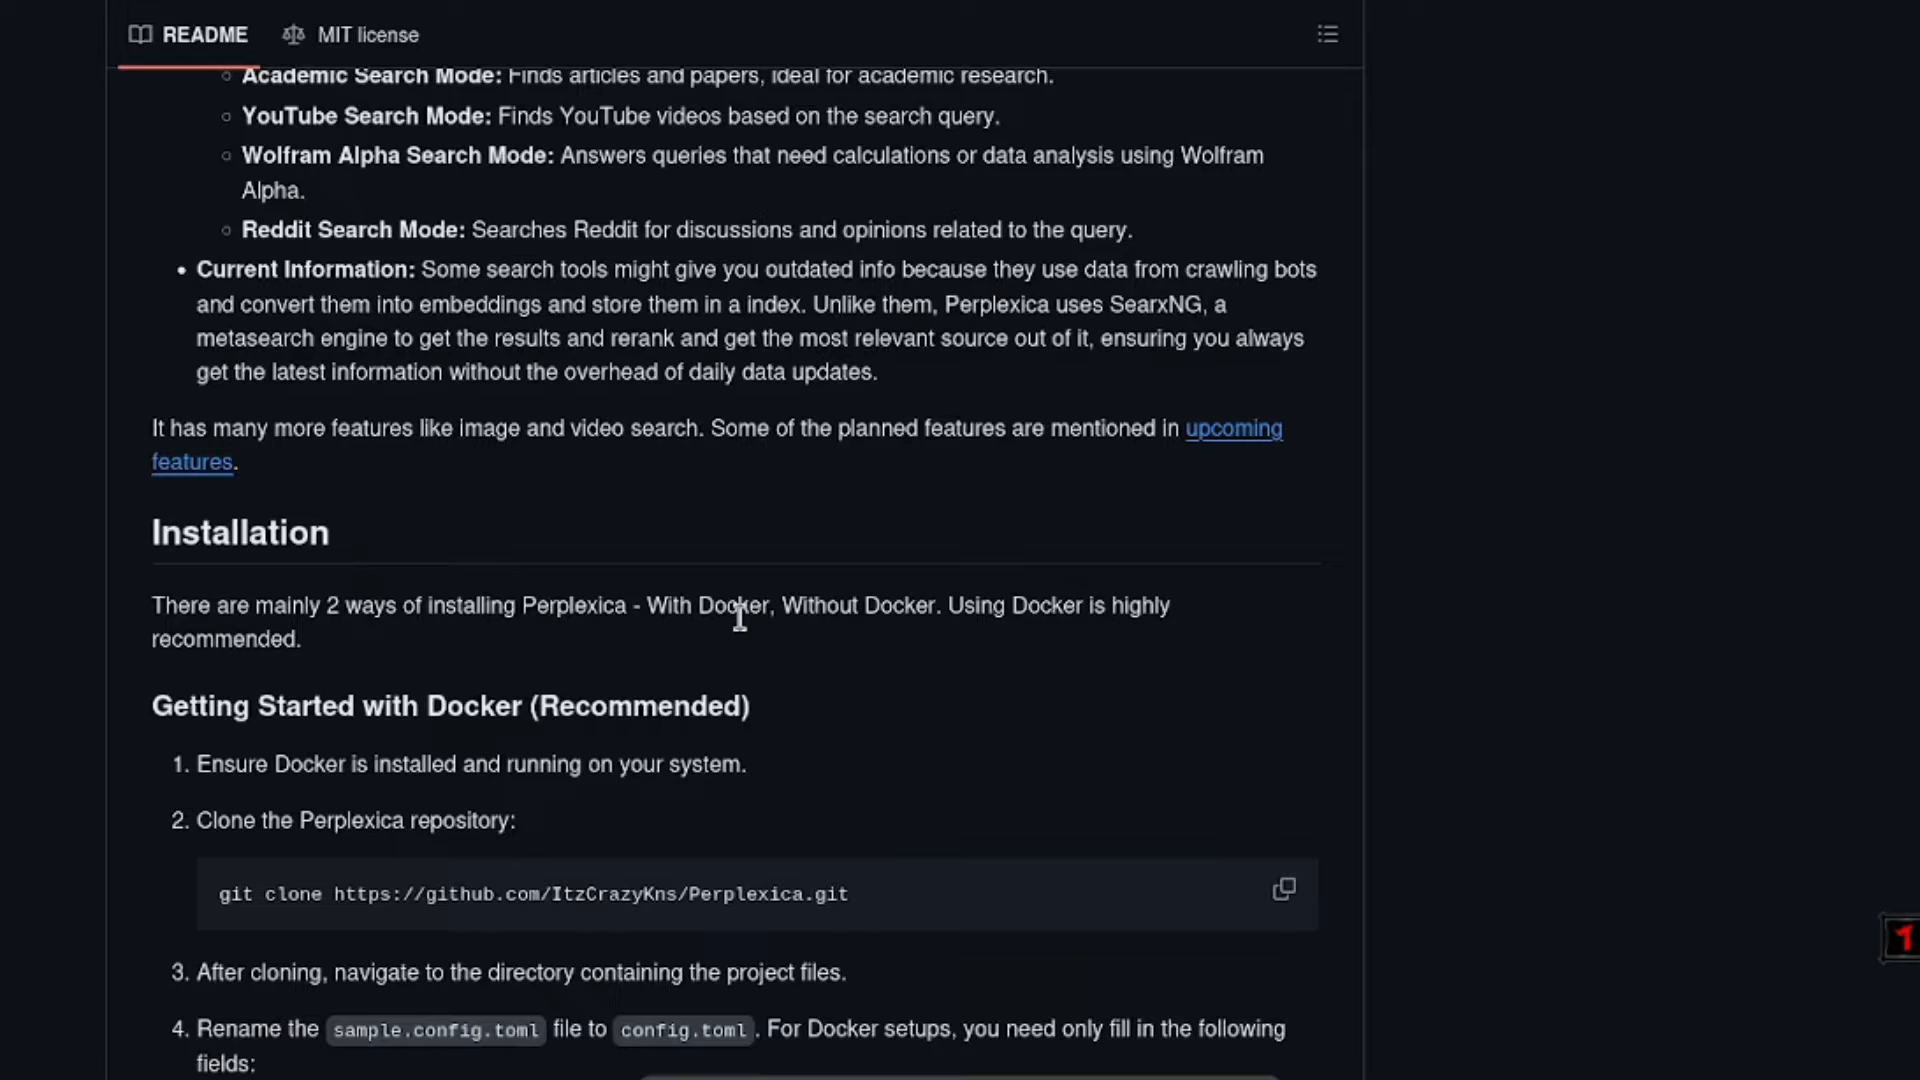 README
MIT license
Academic Search Mode: Finds articles and papers, ideal for academic research.
YouTube Search Mode: Finds YouTube videos based on the search query.
Wolfram Alpha Search Mode: Answers queries that need calculations or data analysis using Wolfram
Alpha.
Reddit Search Mode: Searches Reddit for discussions and opinions related to the query.
Current Information: Some search tools might give you outdated info because they use data from crawling bots
and convert them into embeddings and store them in a index. Unlike them, Perplexica uses SearxNG, a
metasearch engine to get the results and rerank and get the most relevant source out of it, ensuring you always
get the latest information without the overhead of daily data updates.
It has many more features like image and video search. Some of the planned features are mentioned in upcoming
features.
Installation
There are mainly 2 ways of installing Perplexica - With Docker, Without Docker. Using Docker is highly
recommended.
Getting Started with Docker (Recommended)
1. Ensure Docker is installed and running on your system.
2. Clone the Perplexica repository:
git clone https://github.com/ItzCrazyKns/Perplexica.git
3. After cloning, navigate to the directory containing the project files.
4. Rename the sample.config.toml file to config.toml. For Docker setups, you need only fill in the following
fields:
1